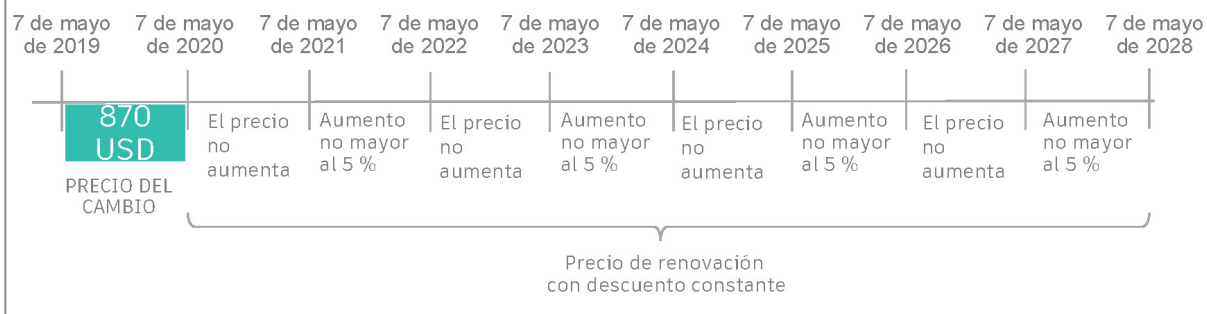 7 de mayo
de 2019
7 de mayo
de 2020
7 de mayo
de 2021
7 de mayo
de 2022
7 de mayo
de 2023
7 de mayo
de 2024
7 de mayo
de 2025
7 de mayo
de 2026
7 de mayo
de 2027
7 de mayo
de 2028
870
USD
PRECIO DEL
CAMBIO
El precio
no
aumenta
Aumento
no mayor
al 5 %
El precio
no
aumenta
Aumento
no mayor
al 5 %
El precio
no
aumenta
Aumento
no mayor
al 5 %
El precio
no
aumenta
Aumento
no mayor
al 5 %
Precio de renovación
con descuento constante